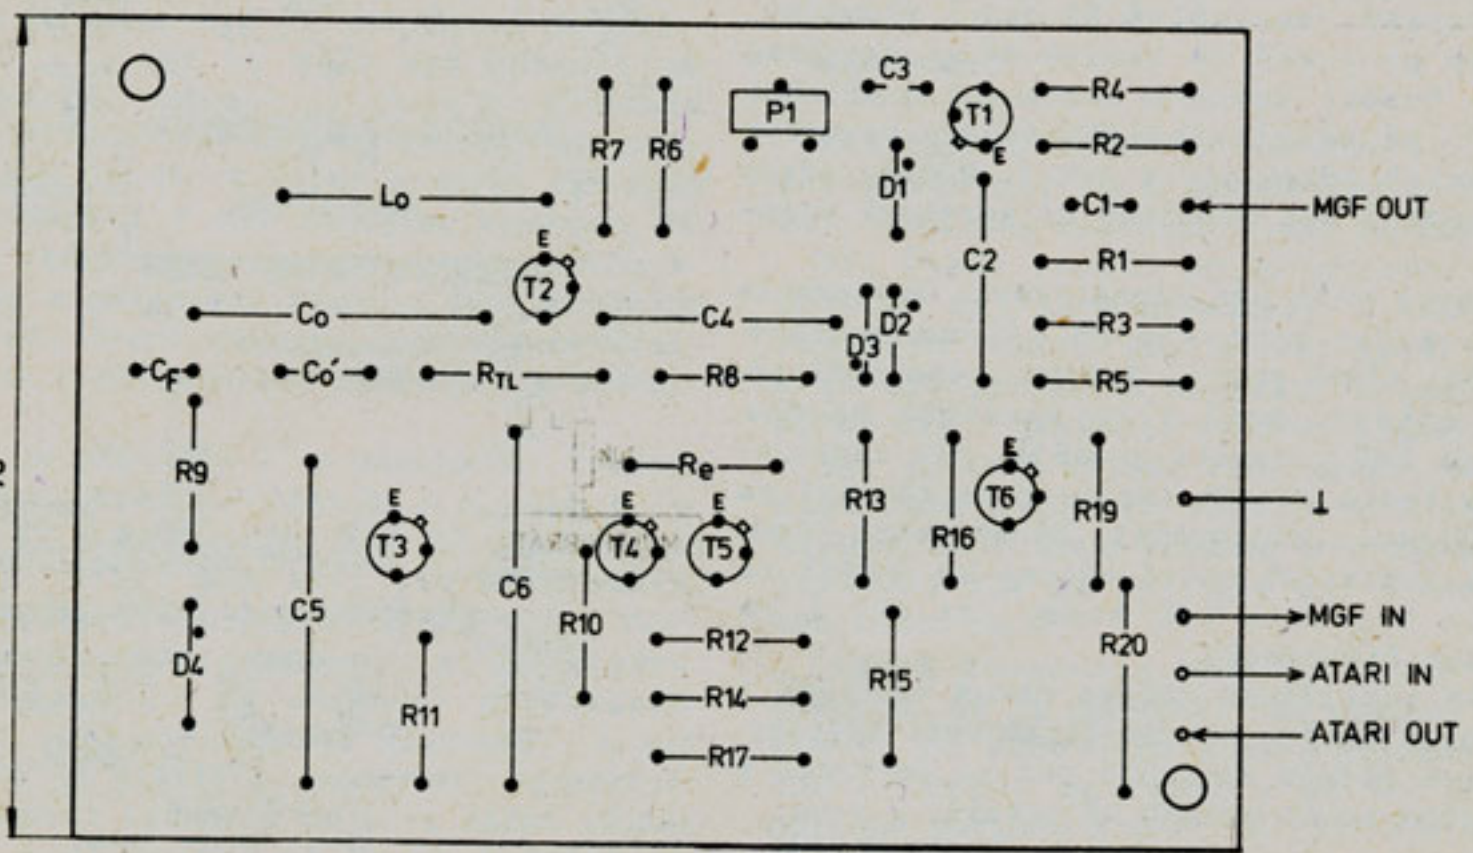 C3
P1
T1
R4
R7
R6
R2
E
D1
Lo
C1
MGF OUT
E
C2
R1
T2
Co
C4
D2
R3
D3
CF
Co´
RTL
R8
R5
R9
Re
E
E
E
E
R13
T6
R19
⊥
R16
T3
T4
T5
C6
C5
R10
MGF IN
R12
R20
D4
ATARI IN
R15
R14
R11
ATARI OUT
R17